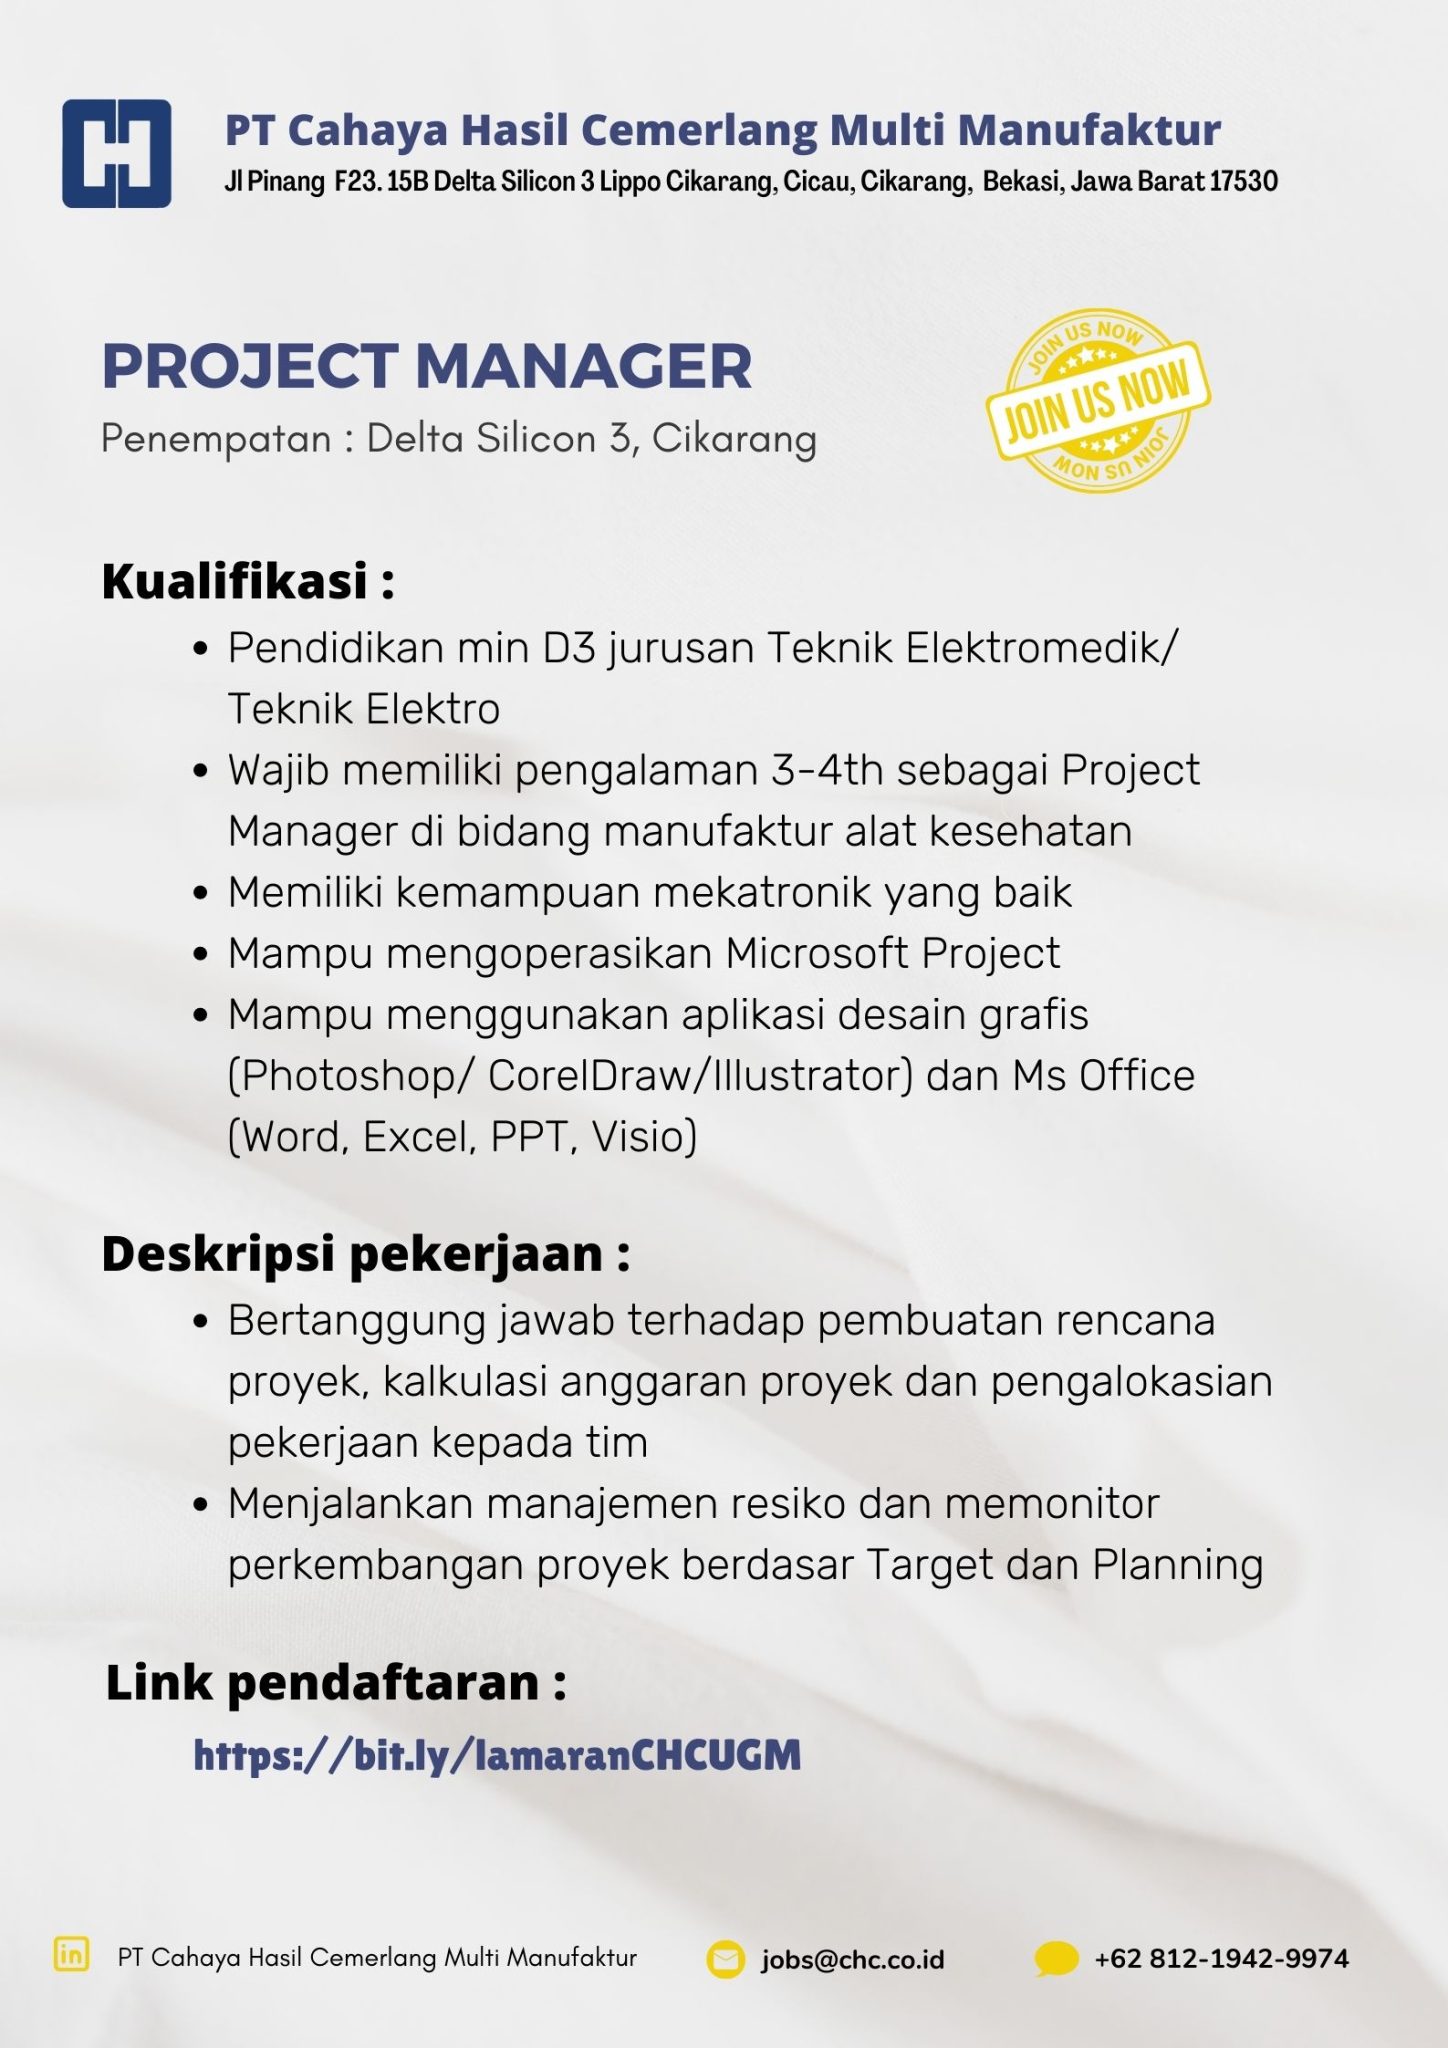 PT Cahaya Hasil Cemerlang Multi Manufaktur
Jl Pinang F23. 15B Delta Silicon 3 Lippo Cikarang, Cicau, Cikarang, Bekasi, Jawa Barat 17530
PROJECT MANAGER
Penempatan : Delta Silicon 3, Cikarang
JOIN US NOW
JOIN US NOW
JOIN US NOW
Kualifikasi :
• Pendidikan min D3 jurusan Teknik Elektromedik/
Teknik Elektro
• Wajib memiliki pengalaman 3-4th sebagai Project
Manager di bidang manufaktur alat kesehatan
• Memiliki kemampuan mekatronik yang baik
• Mampu mengoperasikan Microsoft Project
• Mampu menggunakan aplikasi desain grafis
(Photoshop/ CorelDraw/Illustrator) dan Ms Office
(Word, Excel, PPT, Visio)
Deskripsi pekerjaan :
• Bertanggung jawab terhadap pembuatan rencana
proyek, kalkulasi anggaran proyek dan pengalokasian
pekerjaan kepada tim
• Menjalankan manajemen resiko dan memonitor
perkembangan proyek berdasar Target dan Planning
Link pendaftaran :
https://bit.ly/lamaranCHCUGM
in PT Cahaya Hasil Cemerlang Multi Manufaktur
jobs@chc.co.id
+62 812-1942-9974